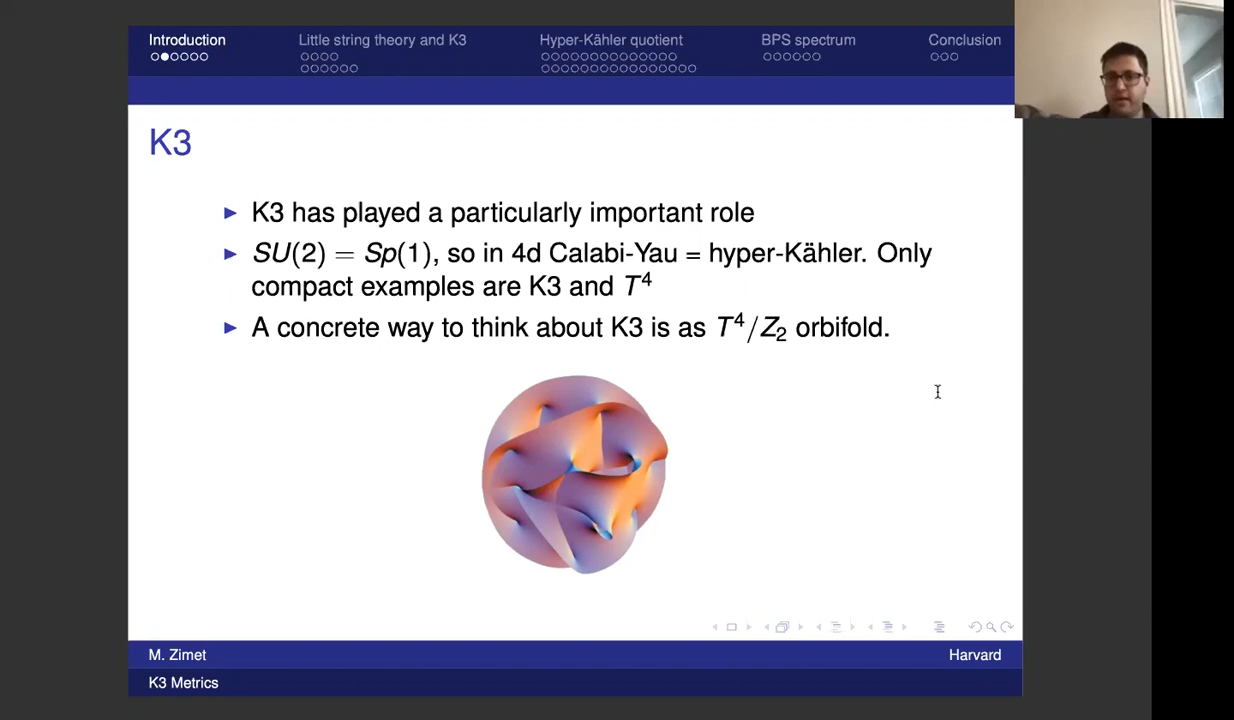 Introduction
Little string theory and K3
Hyper-Kähler quotient
BPS spectrum
Conclusion
K3
K3 has played a particularly important role
SU(2) = Sp(1), so in 4d Calabi-Yau = hyper-Kähler. Only
compact examples are K3 and T⁴
A concrete way to think about K3 is as T⁴/Z₂ orbifold.
M. Zimet
Harvard
K3 Metrics